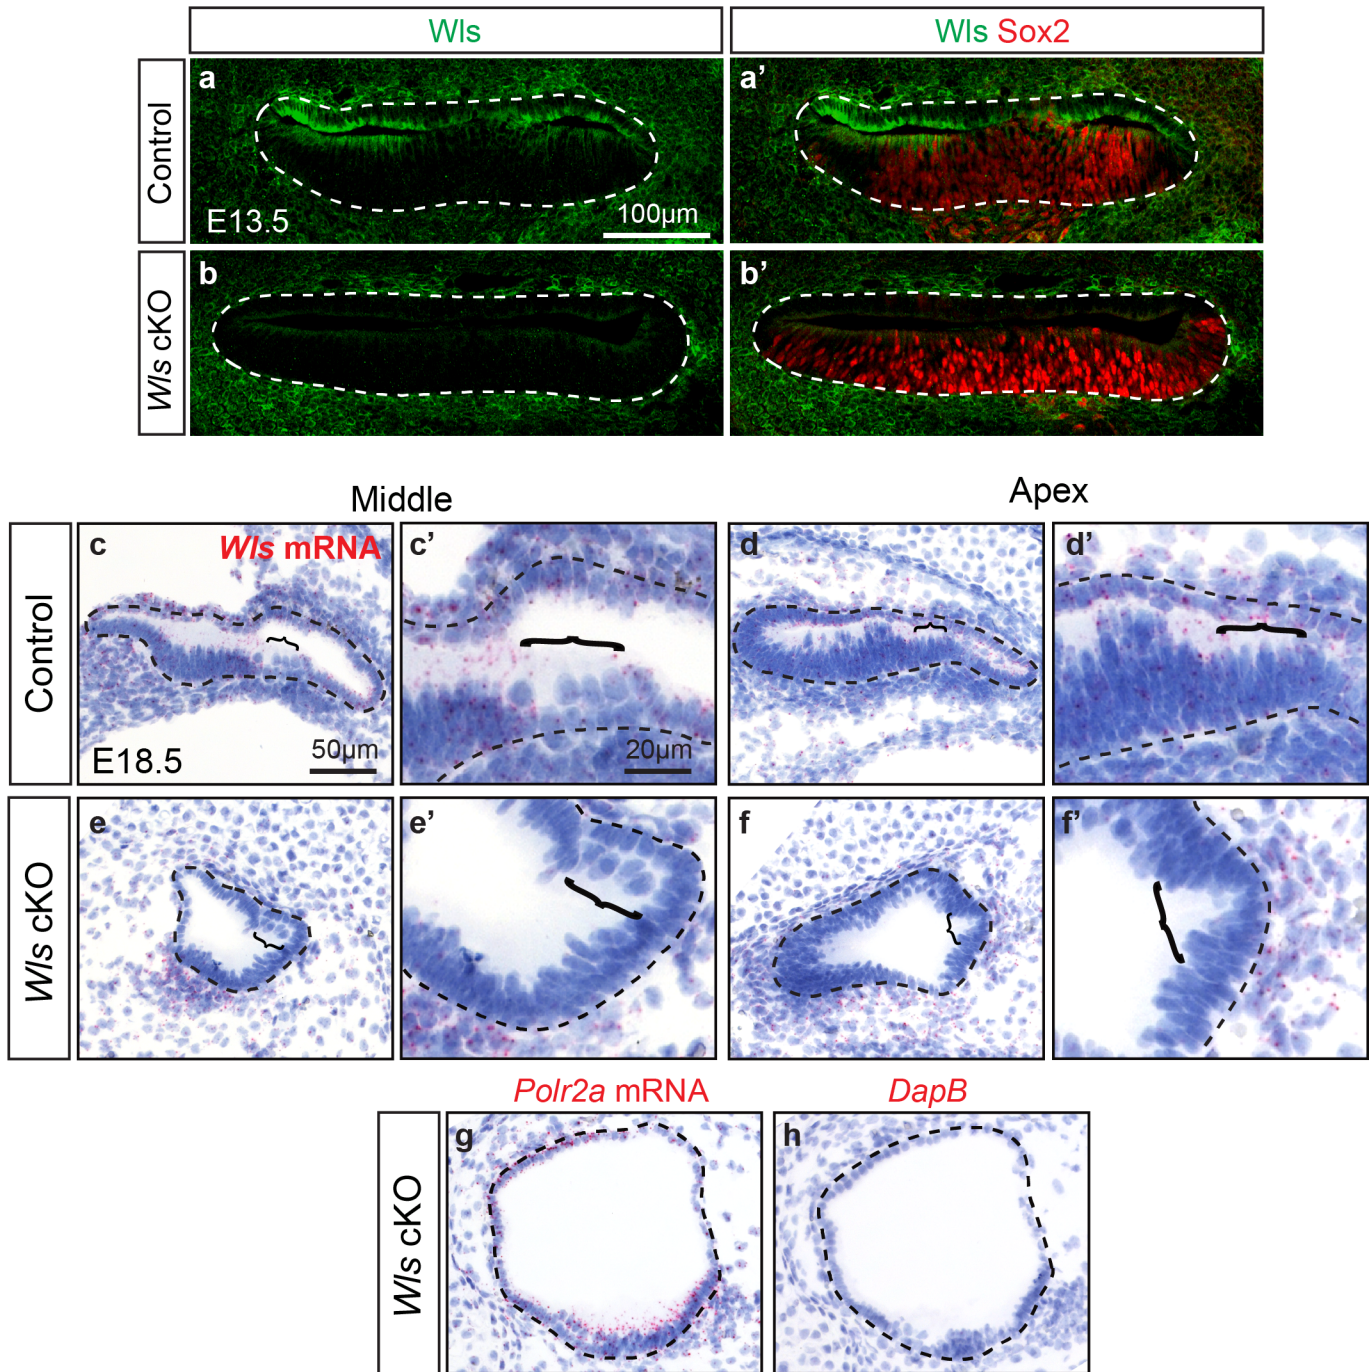 Wls
Wls Sox2
Control
a
a’
E13.5
100μm
Wls cKO
b
b’
Middle
Apex
Control
c
Wls mRNA
c’
d
d’
E18.5
50μm
20μm
Wls cKO
e
e’
f
f’
Polr2a mRNA
DapB
Wls cKO
g
h